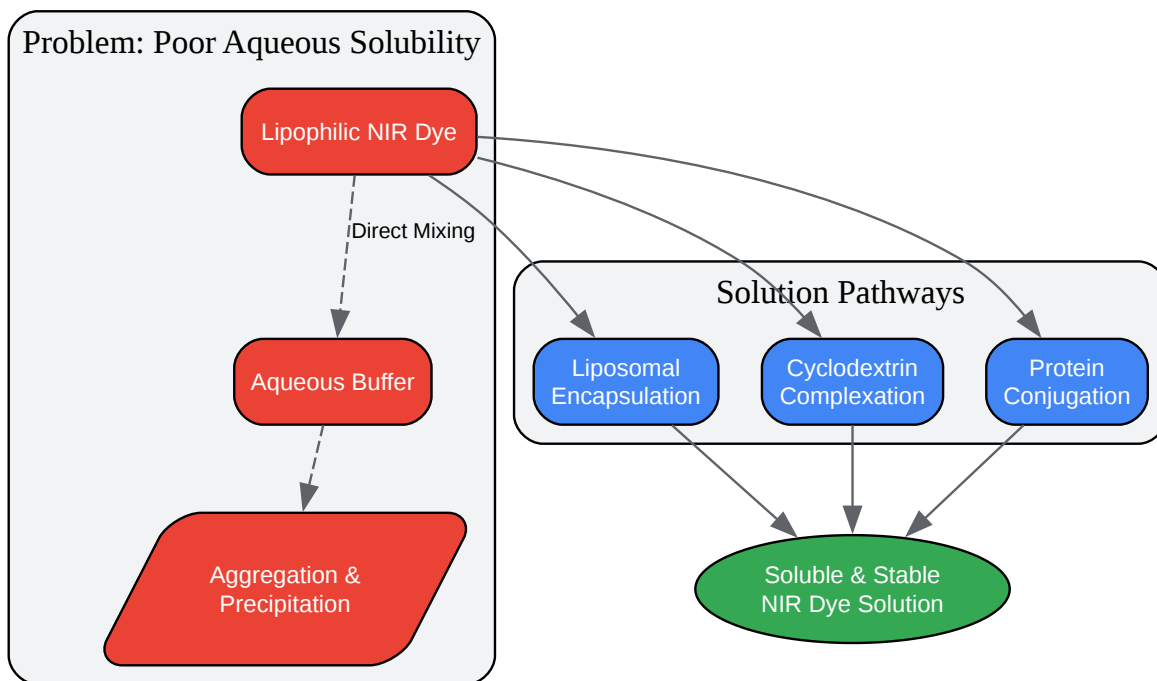 Problem: Poor Aqueous Solubility
Lipophilic NIR Dye
Direct Mixing
Aqueous Buffer
Aggregation &
Precipitation
Solution Pathways
Liposomal
Encapsulation
Cyclodextrin
Complexation
Protein
Conjugation
Soluble & Stable
NIR Dye Solution